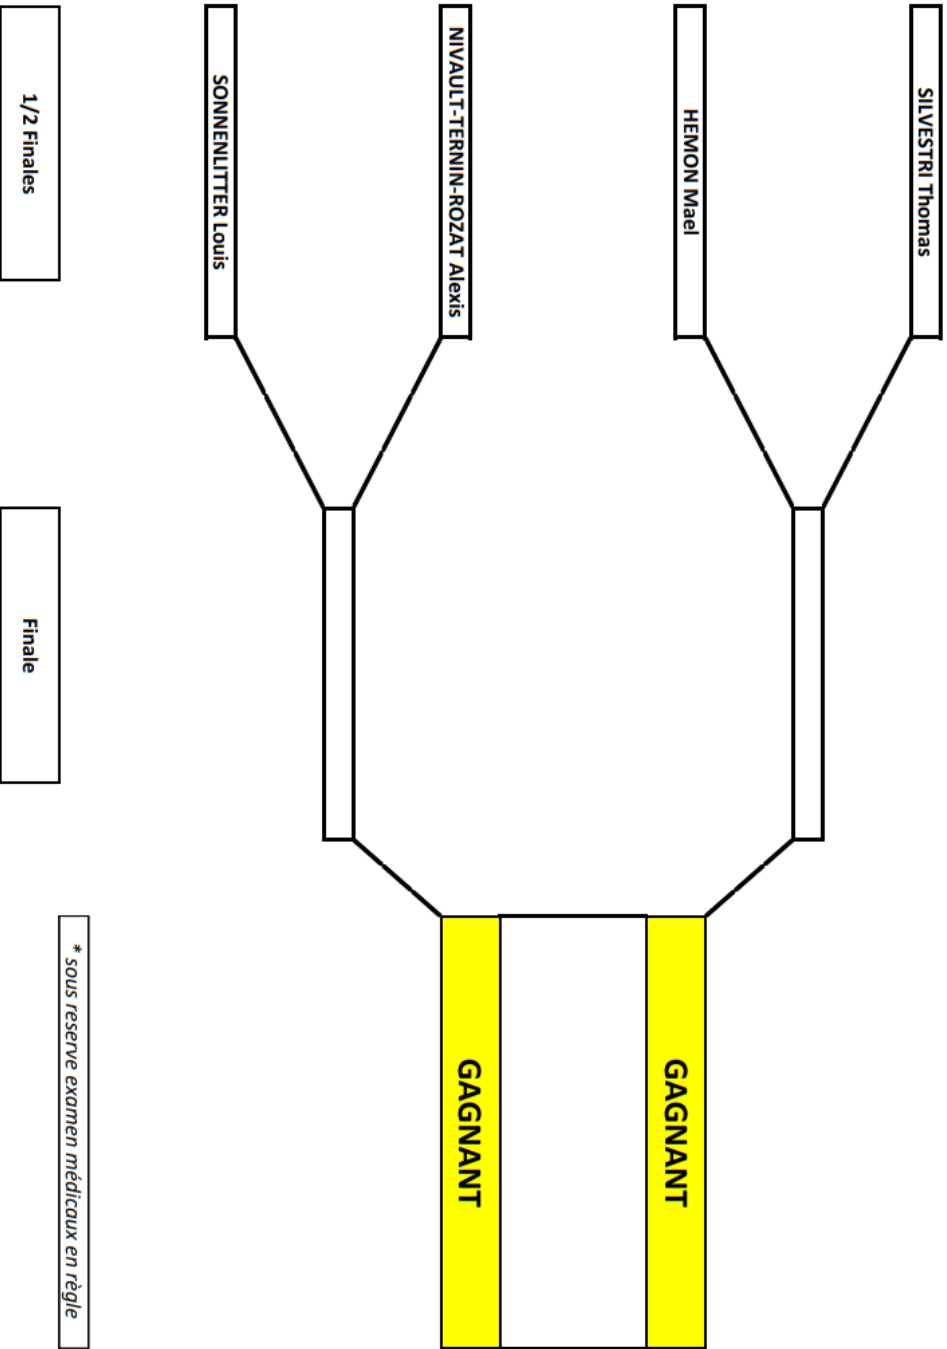 SILVESTRI Thomas
HEMON Mael
GAGNANT
GAGNANT
NIVAULT-TERNIN-ROZAT Alexis
SONNENLITTER Louis
* sous reserve examen médicaux en règle
1/2 Finales
Finale